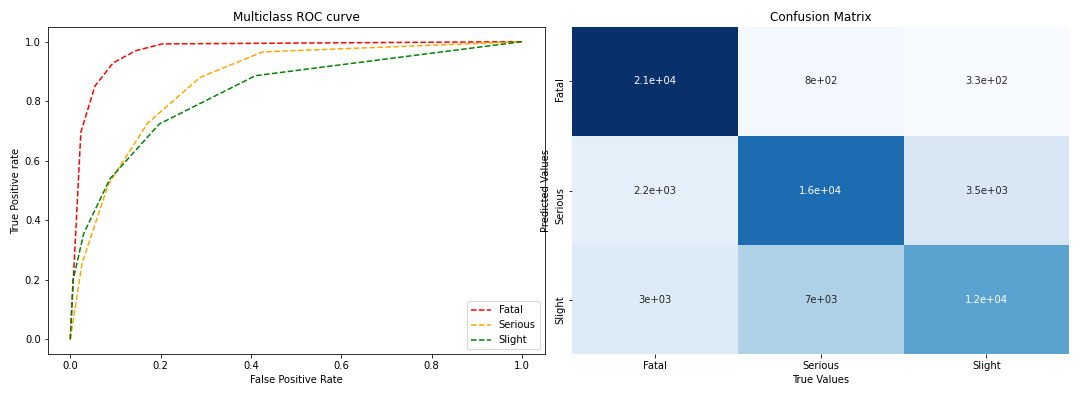 Multiclass ROC curve
True Positive rate
1.0
0.8
0.6
0.4
0.2
0.0
0.0 0.2 0.4 0.6 0.8 1.0
False Positive Rate
Fatal
Serious
Slight
Confusion Matrix
Predicted Values
Fatal
2.1e+04 8e+02 3.3e+02
Serious
2.2e+03 1.6e+04 3.5e+03
Slight
3e+03 7e+03 1.2e+04
Fatal Serious Slight
True Values